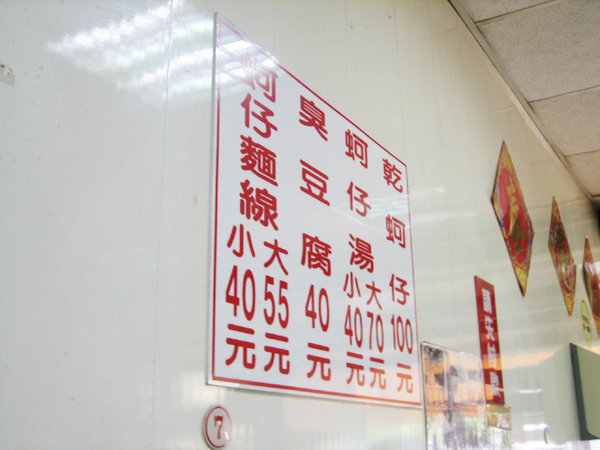 乾蚵仔100元
蚵仔湯 大70元
小40元
臭豆腐40元
蚵仔麵線 大55元
小40元
7